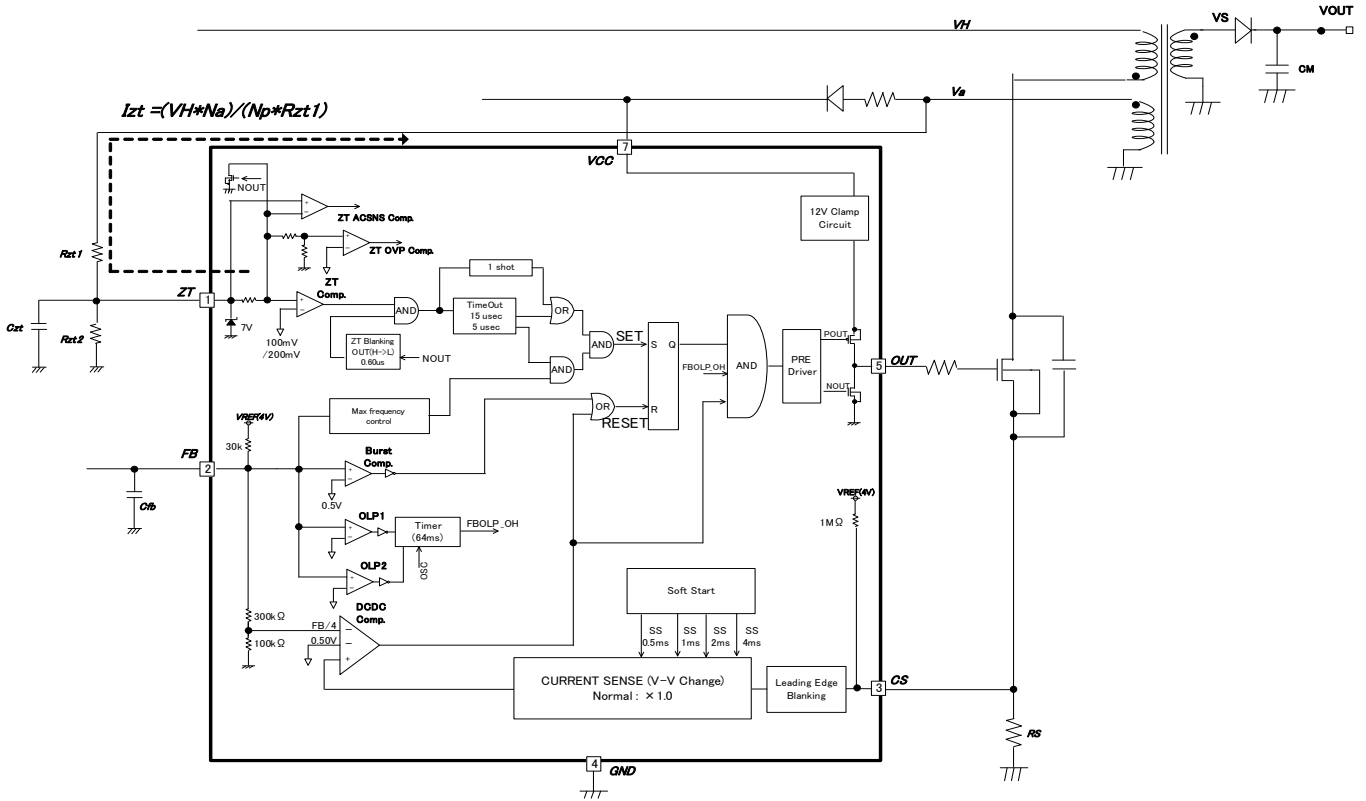 VH
VS
VOUT
CM
Va
Izt =(VH*Na)/(Np*Rzt1)
7
VCC
NOUT
12V Clamp
Circuit
ZT ACSNS Comp.
ZT OVP Comp.
Rzt1
ZT
1
ZT
Comp.
1 shot
AND
TimeOut
15 usec
5 usec
OR
7V
100mV
/200mV
Czt
Rzt2
ZT Blanking
OUT(H->L)
0.60us
NOUT
AND
SET
AND
S
Q
R
FBOLP_OH
AND
PRE
Driver
POUT
NOUT
5
OUT
Max frequency
control
OR
RESET
VREF(4V)
30k
FB
2
Burst
Comp.
0.5V
Cfb
OLP1
Timer
(64ms)
FBOLP_OH
OLP2
OSC
VREF(4V)
1MΩ
Soft Start
300kΩ
DCDC
Comp.
FB/4
0.50V
100kΩ
SS
0.5ms
SS
1ms
SS
2ms
SS
4ms
CURRENT SENSE (V-V Change)
Normal : ×1.0
Leading Edge
Blanking
3
CS
RS
4
GND